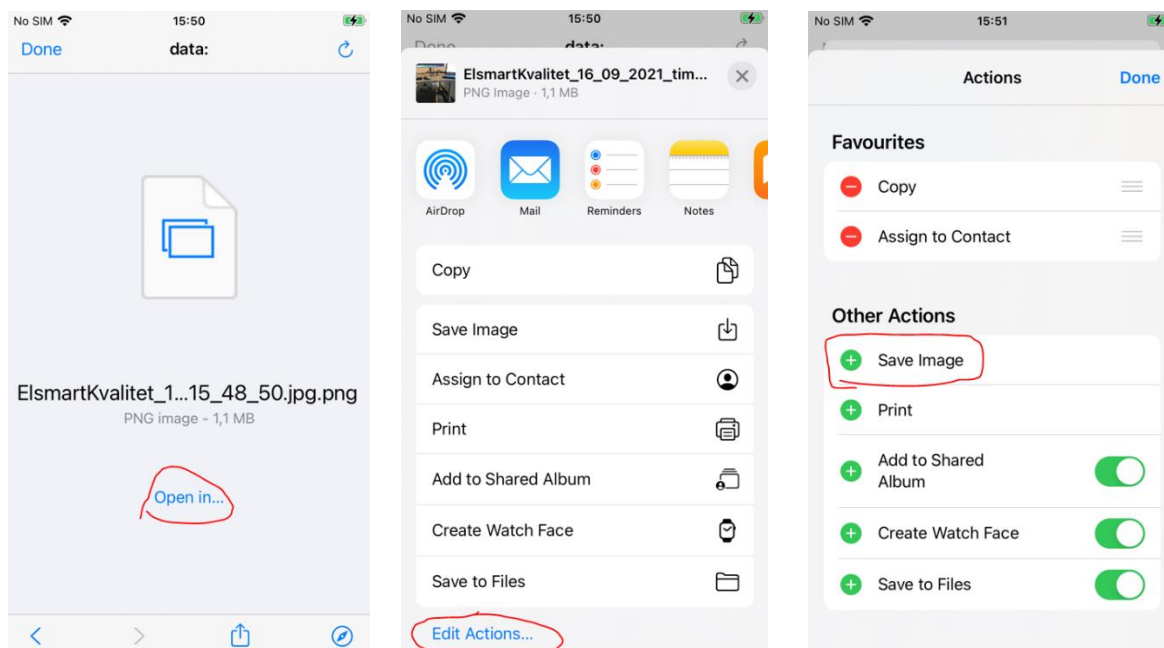 No SIM 15:50
Done data:
ElsmartKvalitet_1...15_48_50.jpg.png
PNG image - 1,1 MB
Open in...
No SIM 15:50
Done data:
ElsmartKvalitet_16_09_2021_tim...
PNG Image · 1,1 MB
AirDrop Mail Reminders Notes
Copy
Save Image
Assign to Contact
Print
Add to Shared Album
Create Watch Face
Save to Files
Edit Actions...
No SIM 15:51
Actions Done
Favourites
Copy
Assign to Contact
Other Actions
Save Image
Print
Add to Shared
Album
Create Watch Face
Save to Files